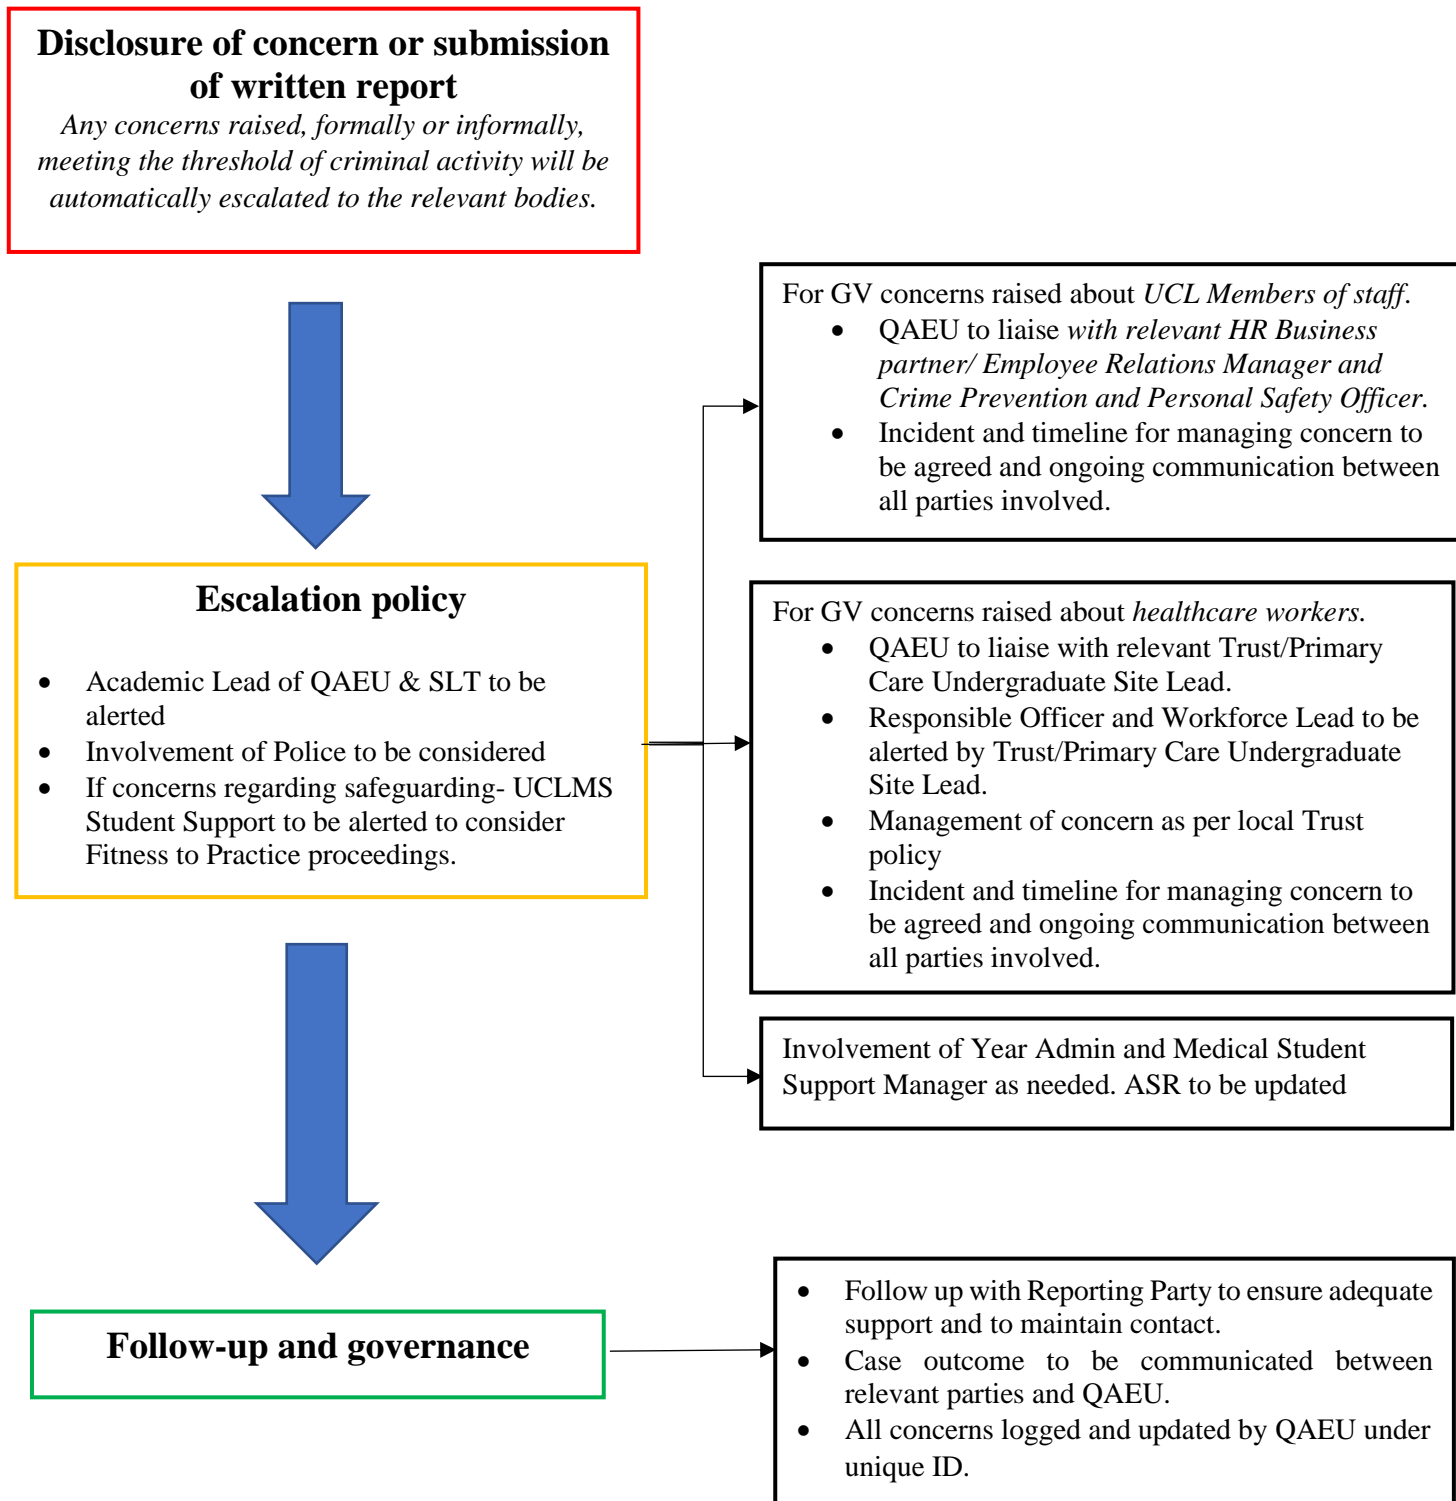 Disclosure of concern or submission
of written report
Any concerns raised, formally or informally,
meeting the threshold of criminal activity will be
automatically escalated to the relevant bodies.
For GV concerns raised about UCL Members of staff.
• QAEU to liaise with relevant HR Business
partner/ Employee Relations Manager and
Crime Prevention and Personal Safety Officer.
• Incident and timeline for managing concern to
be agreed and ongoing communication between
all parties involved.
Escalation policy
• Academic Lead of QAEU & SLT to be
alerted
• Involvement of Police to be considered
• If concerns regarding safeguarding- UCLMS
Student Support to be alerted to consider
Fitness to Practice proceedings.
For GV concerns raised about healthcare workers.
• QAEU to liaise with relevant Trust/Primary
Care Undergraduate Site Lead.
• Responsible Officer and Workforce Lead to be
alerted by Trust/Primary Care Undergraduate
Site Lead.
• Management of concern as per local Trust
policy
• Incident and timeline for managing concern to
be agreed and ongoing communication between
all parties involved.
Involvement of Year Admin and Medical Student
Support Manager as needed. ASR to be updated
Follow-up and governance
• Follow up with Reporting Party to ensure adequate
support and to maintain contact.
• Case outcome to be communicated between
relevant parties and QAEU.
• All concerns logged and updated by QAEU under
unique ID.